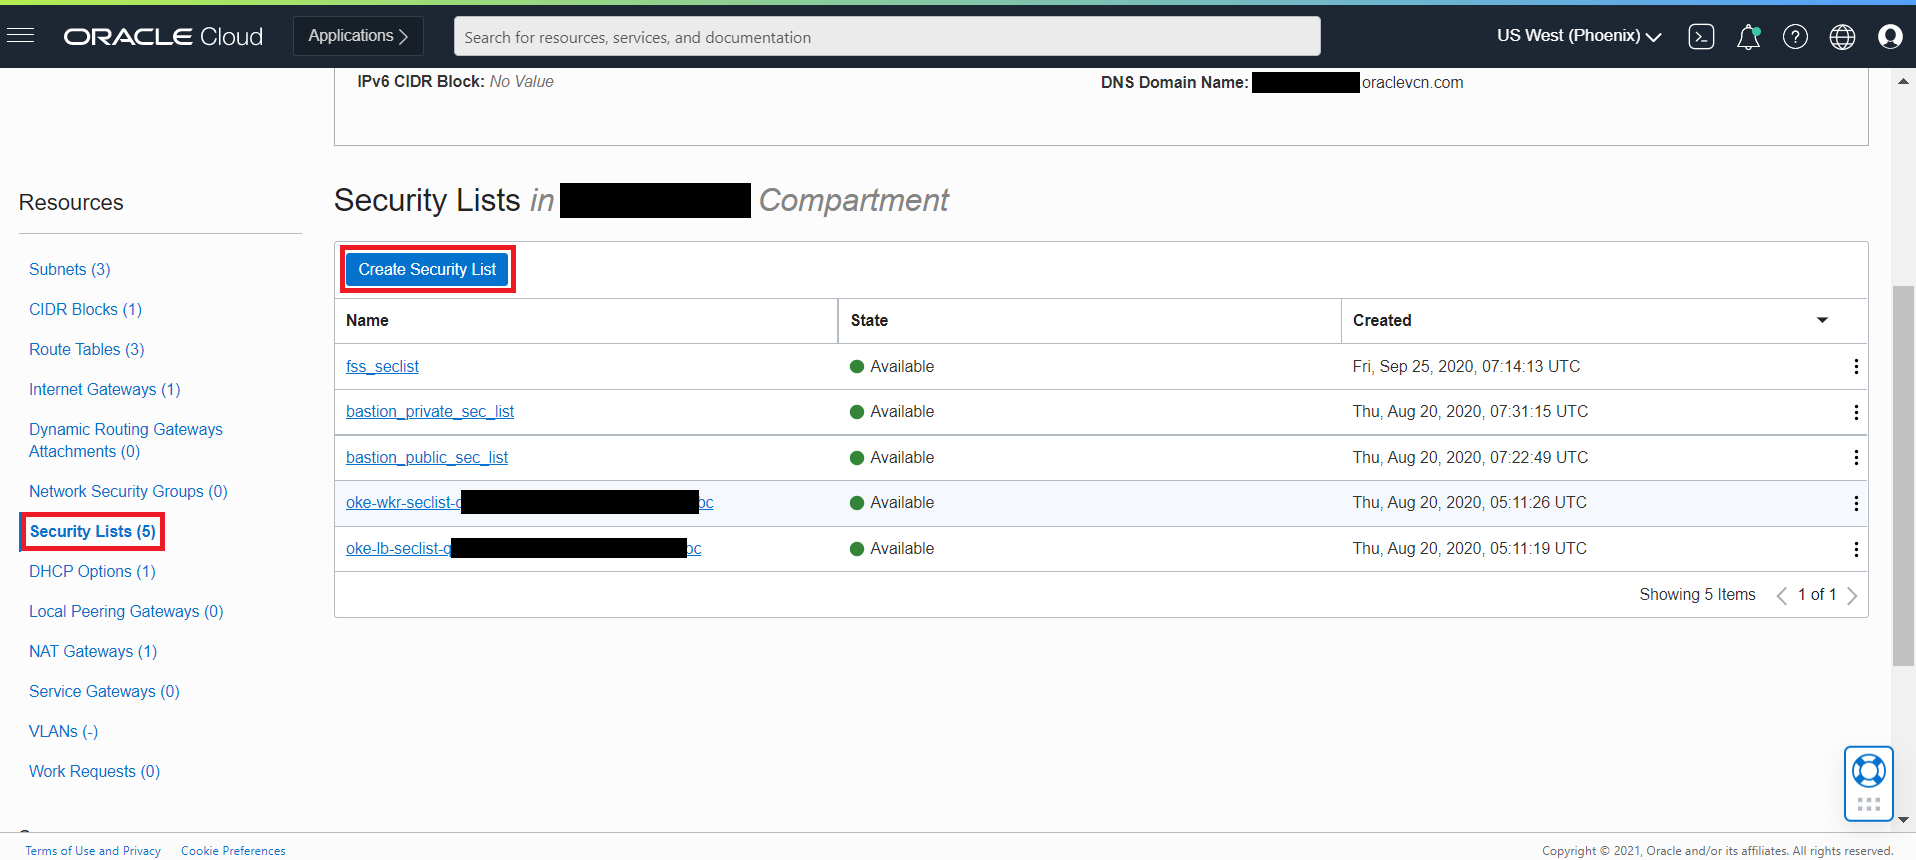 ORACLE Cloud
Applications
Search for resources, services, and documentation
US West (Phoenix)
IPv6 CIDR Block: No Value
DNS Domain Name: oraclevcn.com
Resources
Subnets (3)
CIDR Blocks (1)
Route Tables (3)
Internet Gateways (1)
Dynamic Routing Gateways
Attachments (0)
Network Security Groups (0)
Security Lists (5)
DHCP Options (1)
Local Peering Gateways (0)
NAT Gateways (1)
Service Gateways (0)
VLANs (-)
Work Requests (0)
Security Lists in Compartment
Create Security List
Name State Created
fss_seclist Available Fri, Sep 25, 2020, 07:14:13 UTC
bastion_private_sec_list Available Thu, Aug 20, 2020, 07:31:15 UTC
bastion_public_sec_list Available Thu, Aug 20, 2020, 07:22:49 UTC
oke-wkr-seclist- Available Thu, Aug 20, 2020, 05:11:26 UTC
oke-lb-seclist-q Available Thu, Aug 20, 2020, 05:11:19 UTC
Showing 5 Items 1 of 1
Terms of Use and Privacy Cookie Preferences
Copyright © 2021, Oracle and/or its affiliates. All rights reserved.